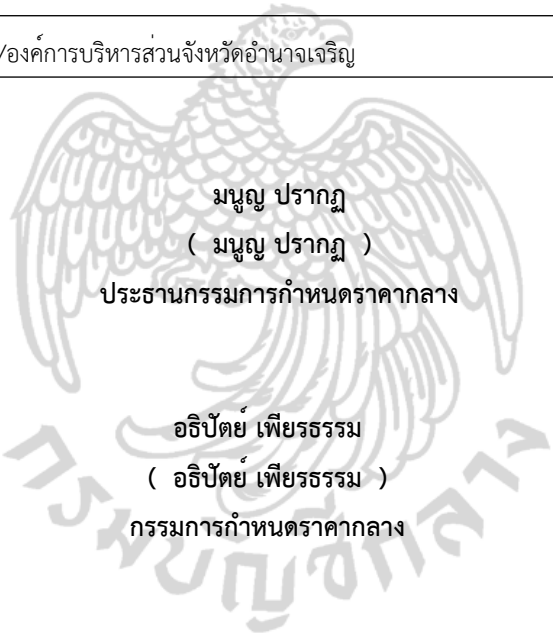 /องค์การบริหารส่วนจังหวัดอำนาจเจริญ
มนูญ ปรากฏ
( มนูญ ปรากฏ )
ประธานกรรมการกำหนดราคากลาง
อธิปัตย์ เพียรธรรม
( อธิปัตย์ เพียรธรรม )
กรรมการกำหนดราคากลาง
กรมบัญชีกลาง